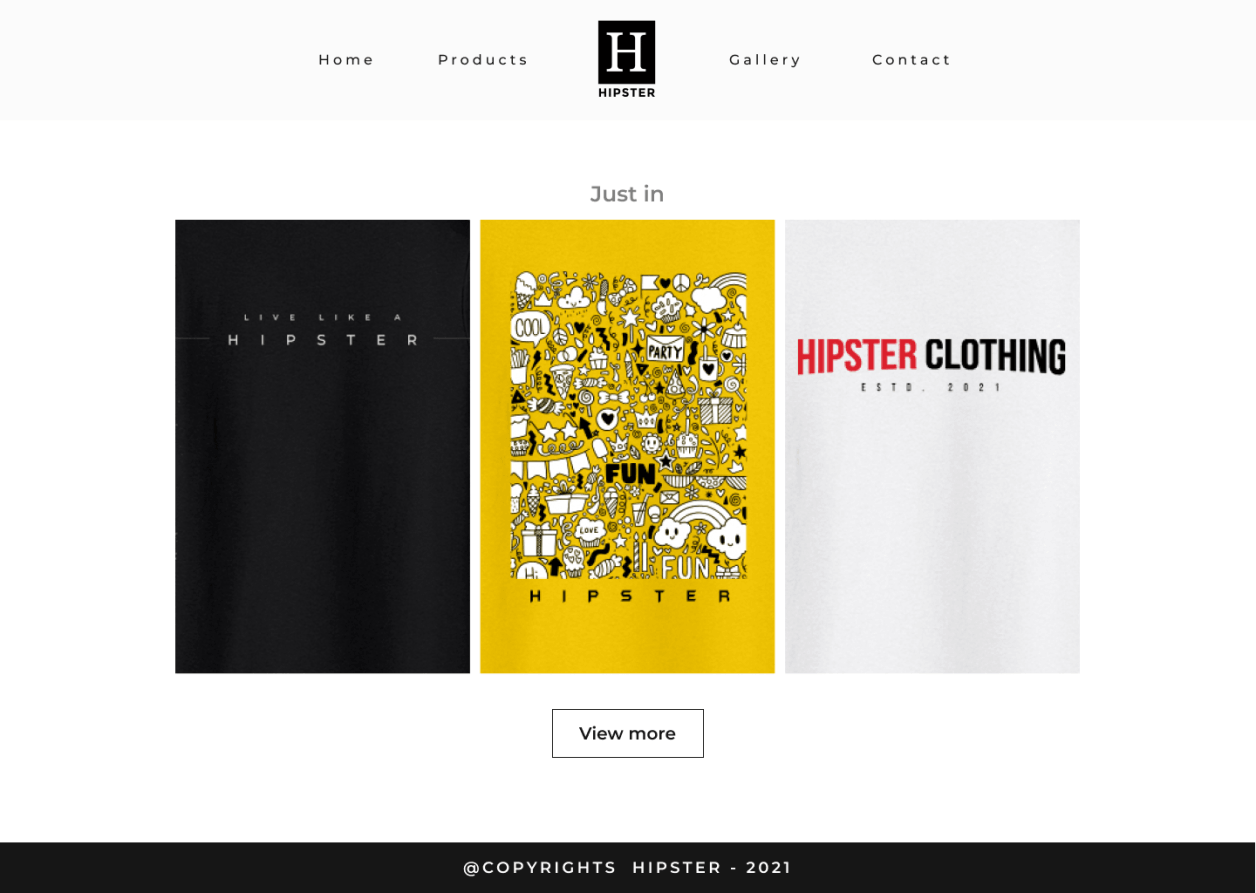 Home
Products
H
HIPSTER
Gallery
Contact
Just in
LIVE LIKE A
HIPSTER
COOL
PARTY
FUN
LOVE
FUN
Hi
HIPSTER
HIPSTER CLOTHING
ESTD. 2021
View more
@COPYRIGHTS HIPSTER - 2021